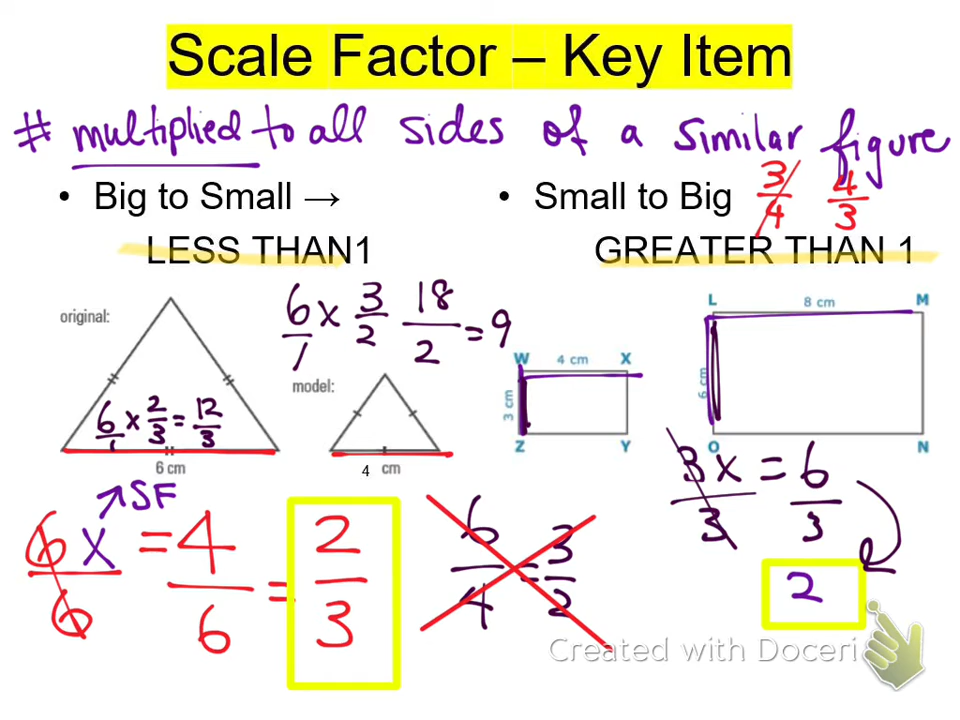 Scale Factor – Key Item
# multiplied to all sides of a similar figure
• Big to Small →
LESS THAN1
• Small to Big
3/4 4/3
GREATER THAN 1
original:
6/1 x 2/3 = 12/3
6 cm
6/1 x 3/2 18/2 = 9
model:
4 cm
W 4 cm X
3 cm
Z Y
L 8 cm M
6 cm
O N
↗SF
6x/6 = 4/6 = 2/3
6/4 = 3/2
3x/3 = 6/3
2
Created with Doceri